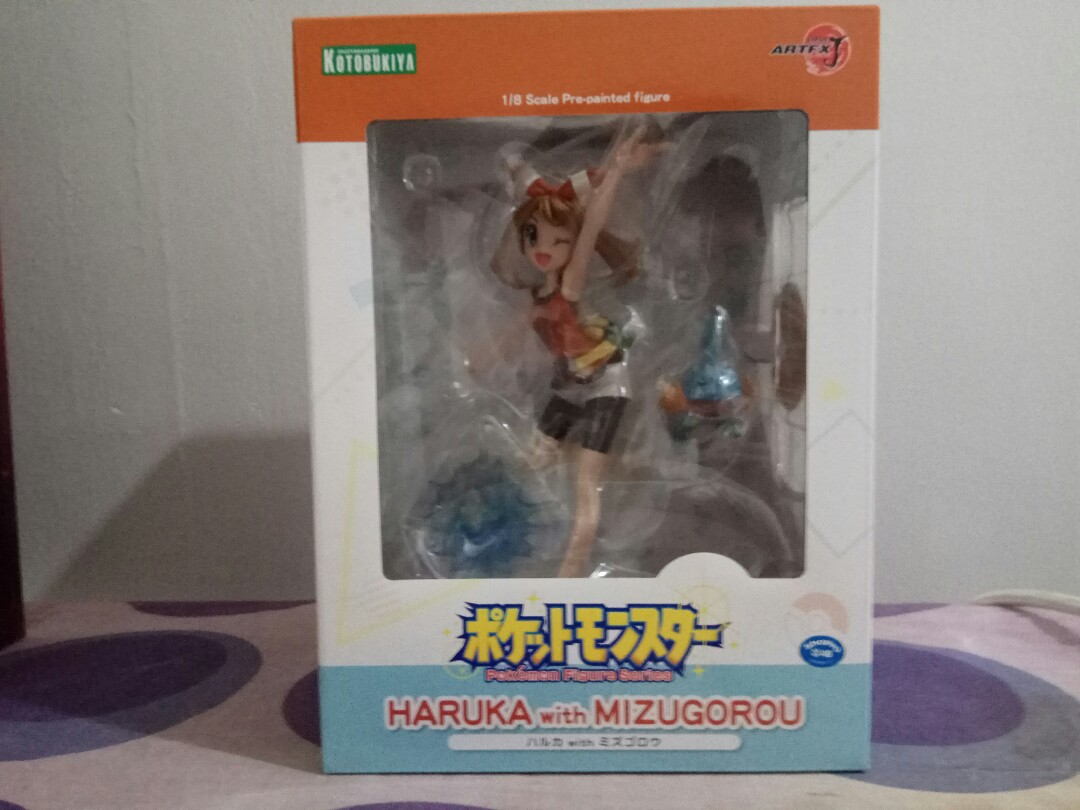 KOTOBUKIYA
ARTFX J
1/8 Scale Pre-painted figure
ポケットモンスター
Pokémon Figure Series
HARUKA with MIZUGOROU
ハルカ with ミズゴロウ